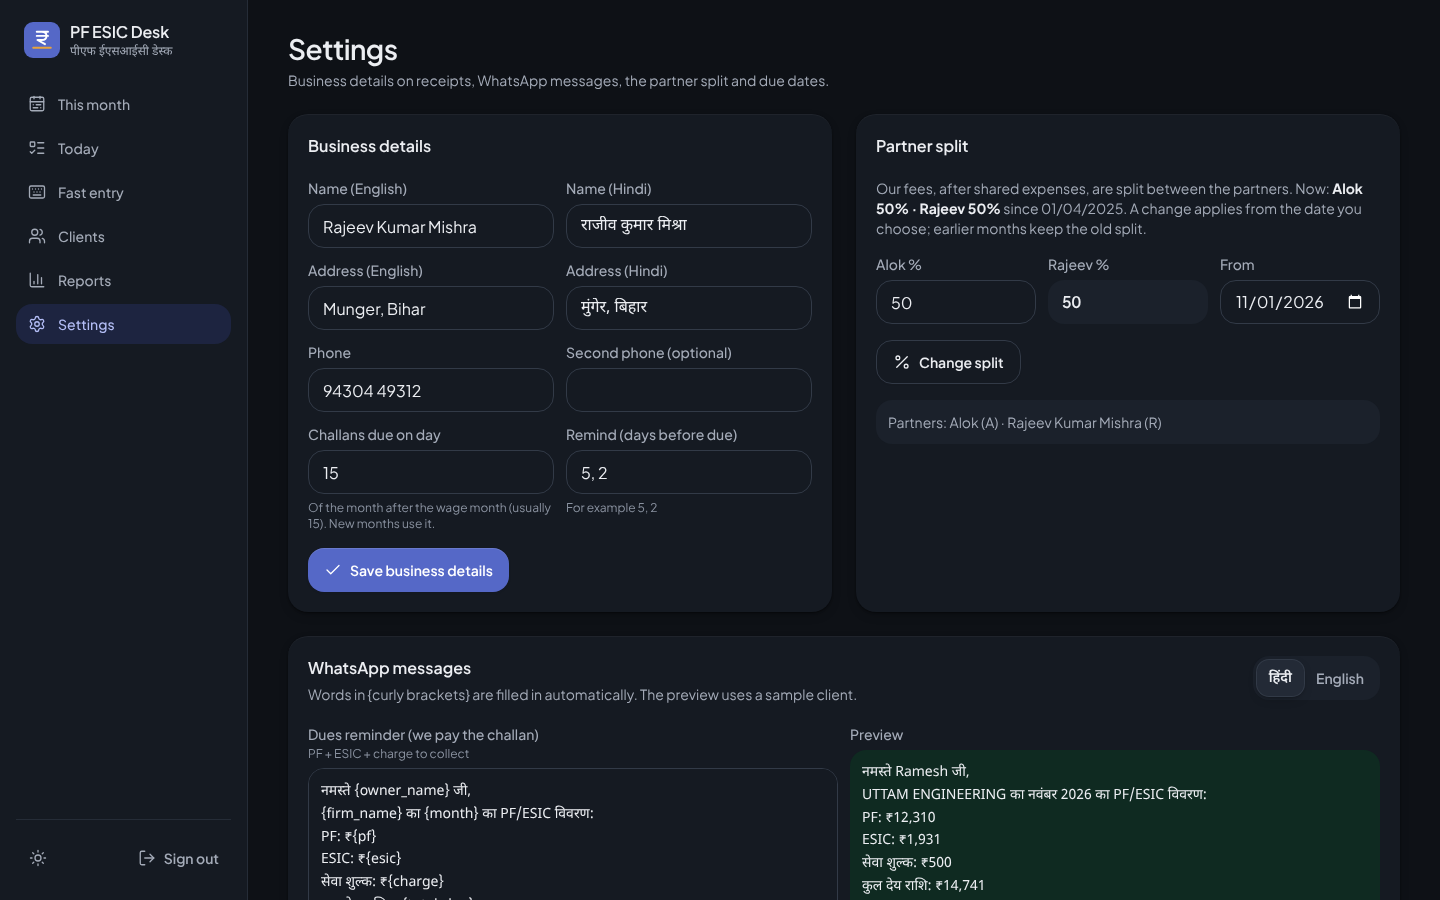 PF ESIC Desk
पीएफ ईएसआईसी डेस्क
This month
Today
Fast entry
Clients
Reports
Settings
Sign out
Settings
Business details on receipts, WhatsApp messages, the partner split and due dates.
Business details
Name (English)
Name (Hindi)
Rajeev Kumar Mishra
राजीव कुमार मिश्रा
Address (English)
Address (Hindi)
Munger, Bihar
मुंगेर, बिहार
Phone
Second phone (optional)
94304 49312
Challans due on day
Remind (days before due)
15
5, 2
Of the month after the wage month (usually
15). New months use it.
For example 5, 2
Save business details
Partner split
Our fees, after shared expenses, are split between the partners. Now: Alok
50% · Rajeev 50% since 01/04/2025. A change applies from the date you
choose; earlier months keep the old split.
Alok %
Rajeev %
From
50
50
11/01/2026
Change split
Partners: Alok (A) · Rajeev Kumar Mishra (R)
WhatsApp messages
Words in {curly brackets} are filled in automatically. The preview uses a sample client.
हिंदी
English
Dues reminder (we pay the challan)
PF + ESIC + charge to collect
नमस्ते {owner_name} जी,
{firm_name} का {month} का PF/ESIC विवरण:
PF: ₹{pf}
ESIC: ₹{esic}
सेवा शुल्क: ₹{charge}
Preview
नमस्ते Ramesh जी,
UTTAM ENGINEERING का नवंबर 2026 का PF/ESIC विवरण:
PF: ₹12,310
ESIC: ₹1,931
सेवा शुल्क: ₹500
कुल देय राशि: ₹14,741